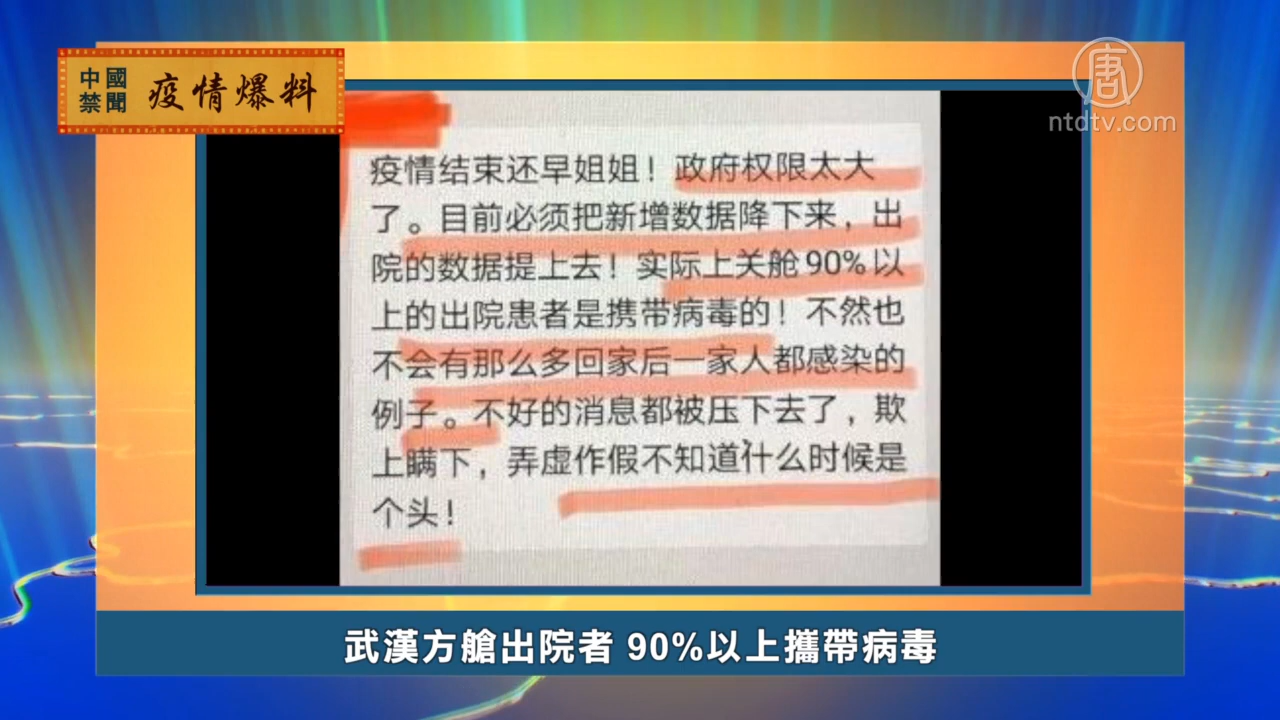 中國
禁聞
疫情爆料
唐
ntdtv.com
疫情结束还早姐姐！政府权限太大
了。目前必须把新增数据降下来，出
院的数据提上去！实际上关舱90%以
上的出院患者是携带病毒的！不然也
不会有那么多回家后一家人都感染的
例子。不好的消息都被压下去了，欺
上瞒下，弄虚作假不知道什么时候是
个头！
武漢方艙出院者 90%以上攜帶病毒